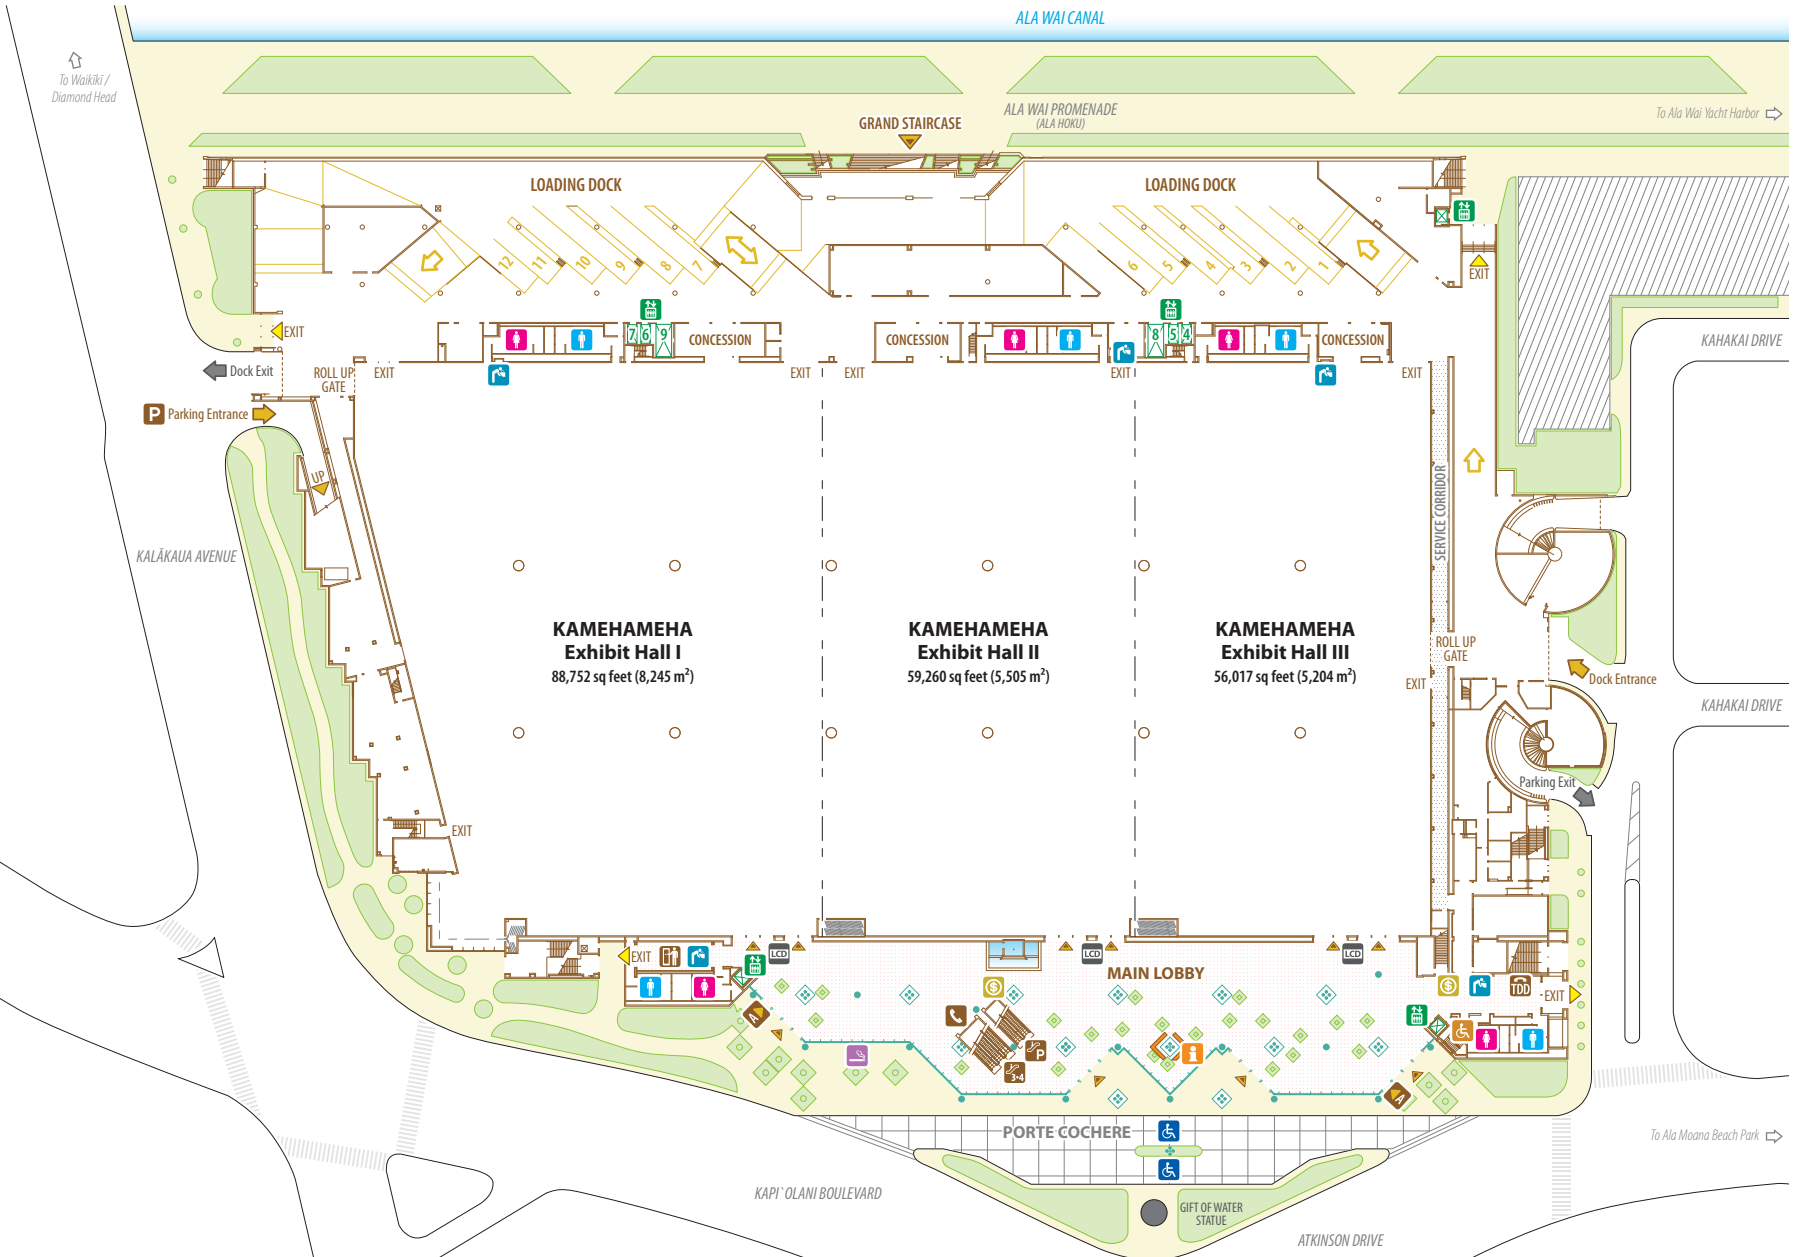 ALA WAI CANAL
To Waikīkī /
Diamond Head
ALA WAI PROMENADE
(ALA HOKU)
To Ala Wai Yacht Harbor
GRAND STAIRCASE
LOADING DOCK
LOADING DOCK
12
11
10
9
8
7
6
5
4
3
2
1
EXIT
EXIT
7 6 9
CONCESSION
CONCESSION
8 5 4
CONCESSION
KAHAKAI DRIVE
Dock Exit
ROLL UP
GATE
EXIT
EXIT
EXIT
EXIT
EXIT
P Parking Entrance
UP
SERVICE CORRIDOR
KALĀKAUA AVENUE
KAMEHAMEHA
Exhibit Hall I
88,752 sq feet (8,245 m²)
KAMEHAMEHA
Exhibit Hall II
59,260 sq feet (5,505 m²)
KAMEHAMEHA
Exhibit Hall III
56,017 sq feet (5,204 m²)
ROLL UP
GATE
EXIT
Dock Entrance
KAHAKAI DRIVE
Parking Exit
EXIT
EXIT
LCD
LCD
LCD
MAIN LOBBY
$
$
TDD
EXIT
A
P
3-4
A
PORTE COCHERE
To Ala Moana Beach Park
KAPI`OLANI BOULEVARD
GIFT OF WATER
STATUE
ATKINSON DRIVE